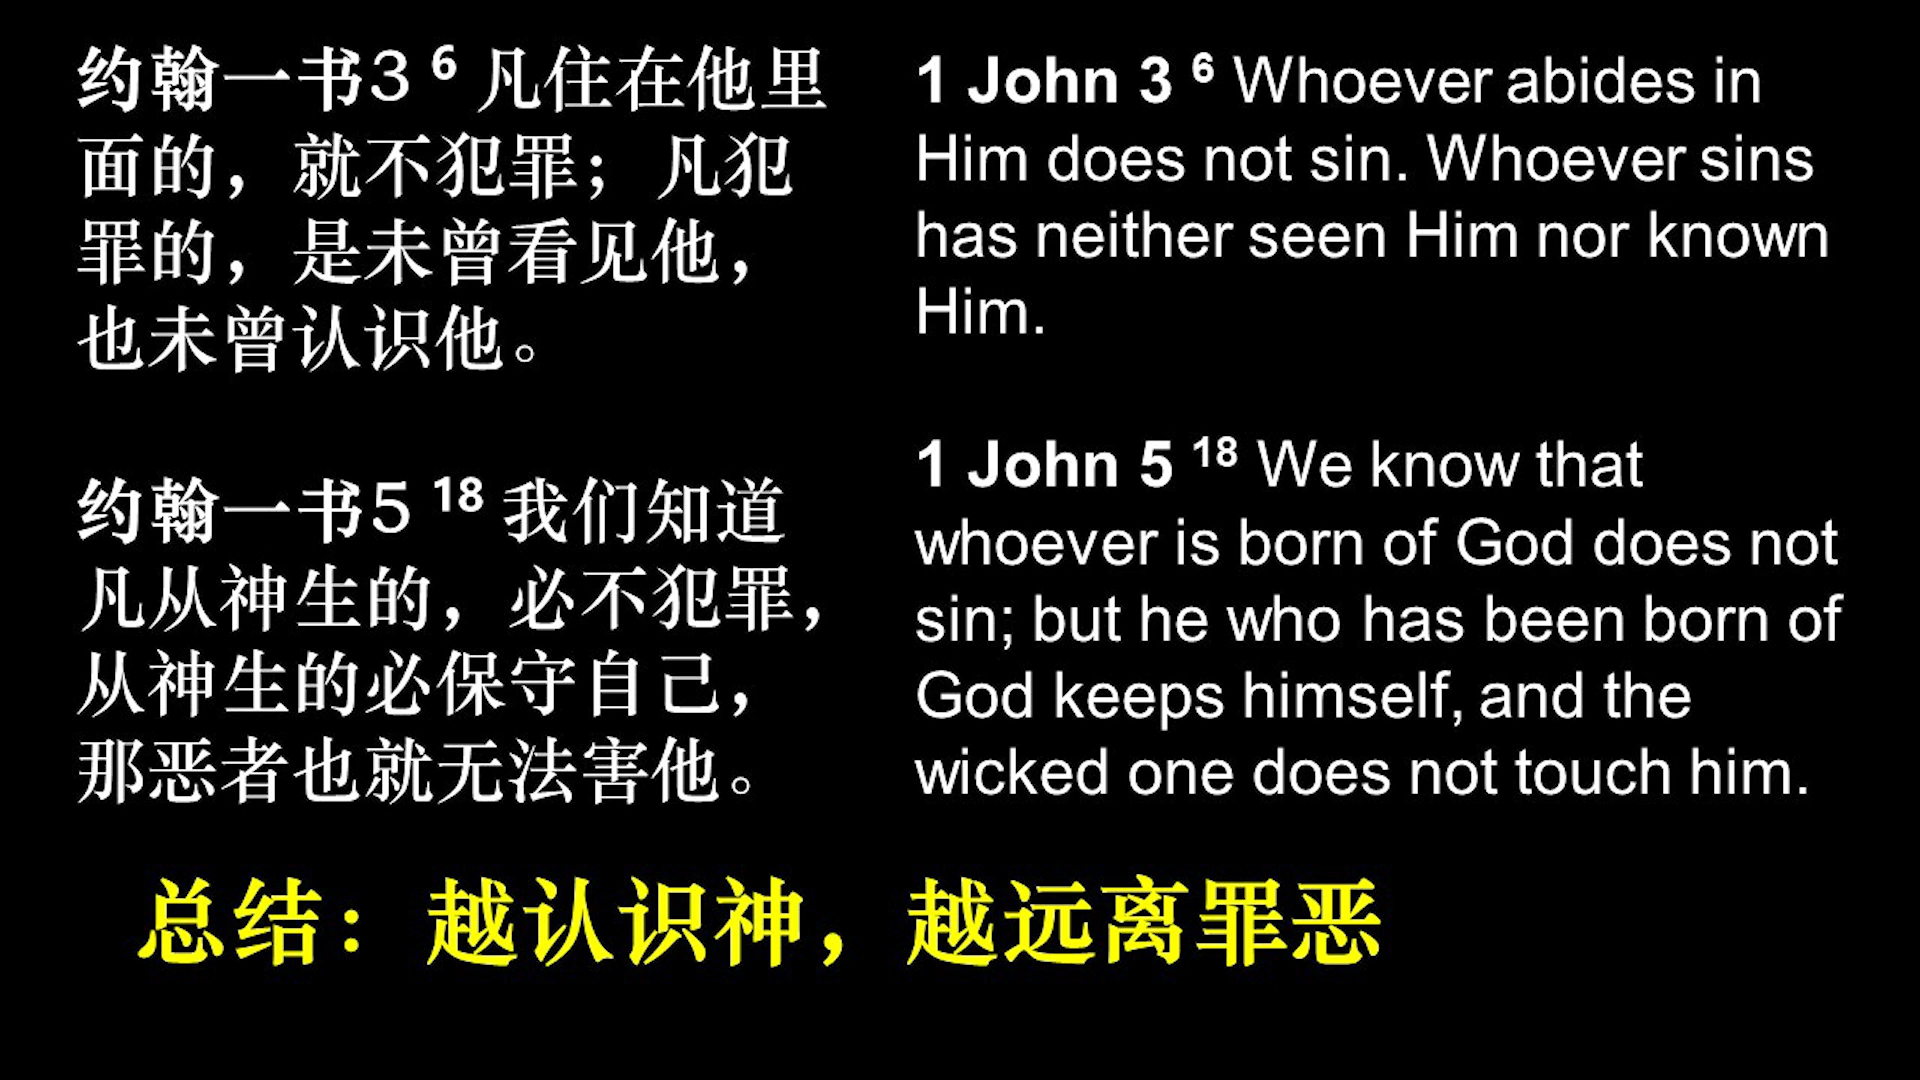 约翰一书3 6 凡住在他里
面的，就不犯罪；凡犯
罪的，是未曾看见他，
也未曾认识他。
约翰一书5 18 我们知道
凡从神生的，必不犯罪，
从神生的必保守自己，
那恶者也就无法害他。
1 John 3 6 Whoever abides in
Him does not sin. Whoever sins
has neither seen Him nor known
Him.
1 John 5 18 We know that
whoever is born of God does not
sin; but he who has been born of
God keeps himself, and the
wicked one does not touch him.
总结：越认识神，越远离罪恶